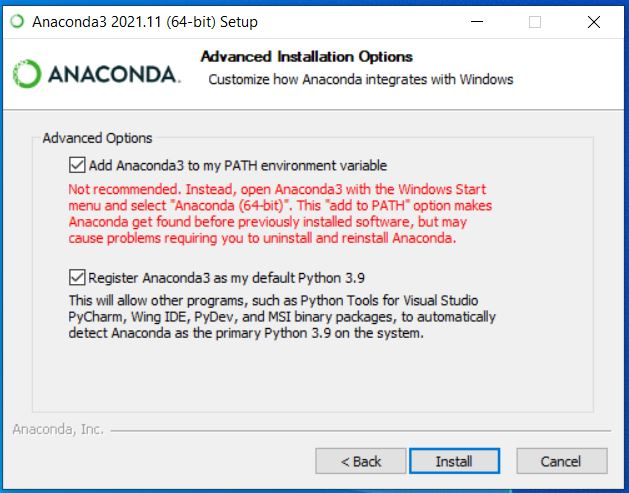 Anaconda3 2021.11 (64-bit) Setup
Advanced Installation Options
Customize how Anaconda integrates with Windows
ANACONDA.
Advanced Options
Add Anaconda3 to my PATH environment variable
Not recommended. Instead, open Anaconda3 with the Windows Start
menu and select "Anaconda (64-bit)". This "add to PATH" option makes
Anaconda get found before previously installed software, but may
cause problems requiring you to uninstall and reinstall Anaconda.
Register Anaconda3 as my default Python 3.9
This will allow other programs, such as Python Tools for Visual Studio
PyCharm, Wing IDE, PyDev, and MSI binary packages, to automatically
detect Anaconda as the primary Python 3.9 on the system.
Anaconda, Inc.
< Back Install Cancel